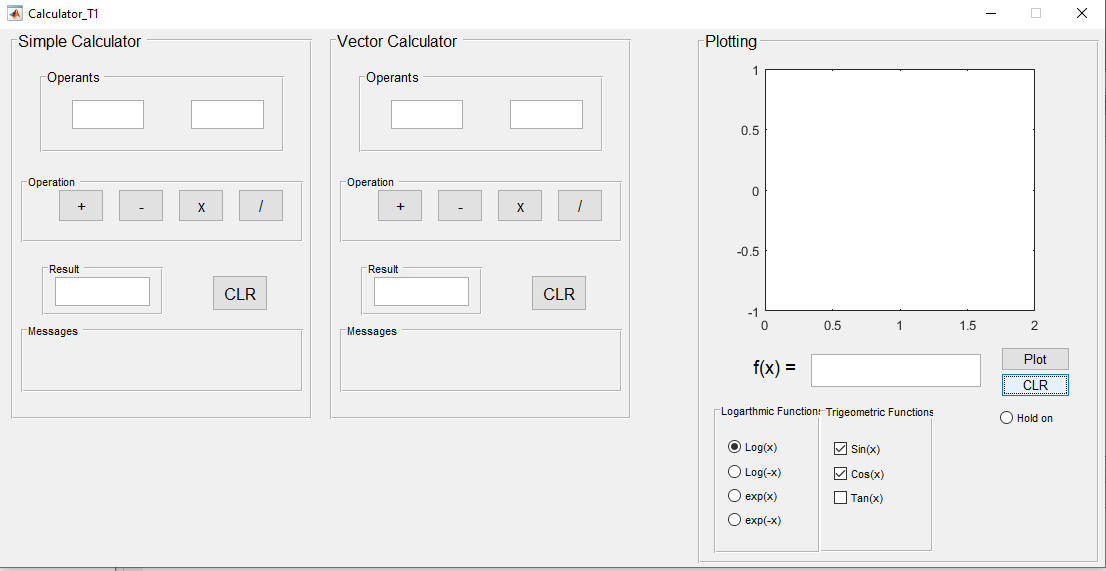 Calculator_T1
Simple Calculator
Operants
Operation
+ - x /
Result
CLR
Messages
Vector Calculator
Operants
Operation
+ - x /
Result
CLR
Messages
Plotting
1
0.5
0
-0.5
-1
0 0.5 1 1.5 2
f(x) =
Plot
CLR
Hold on
Logarthmic Functions
Log(x)
Log(-x)
exp(x)
exp(-x)
Trigeometric Functions
Sin(x)
Cos(x)
Tan(x)